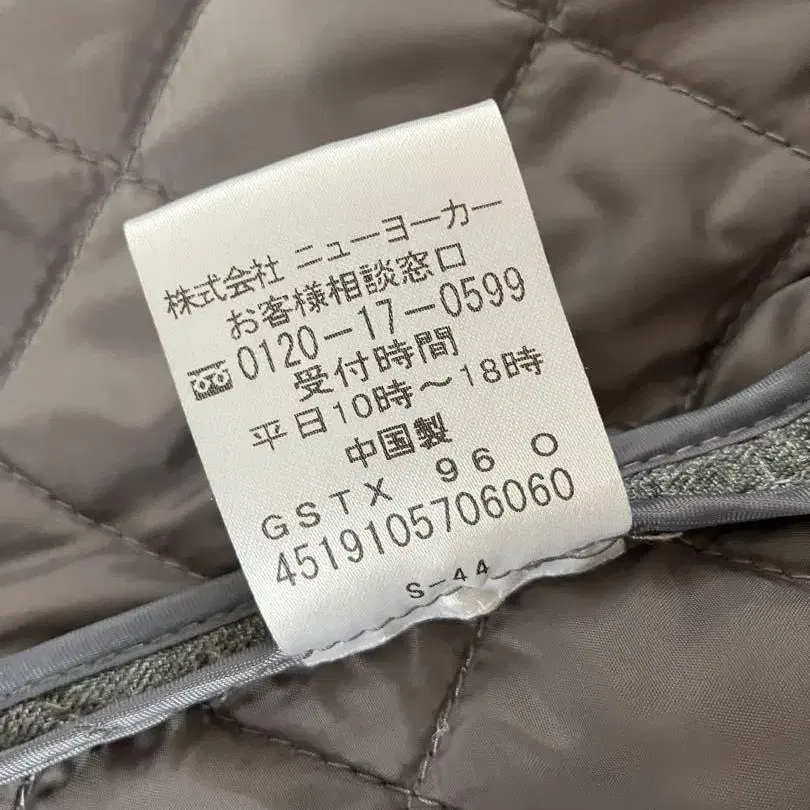 株式会社 ニューヨーカー
お客様相談窓口
0120-17-0599
受付時間
平日10時～18時
中国製
GSTX 96 O
4519105706060
S-44